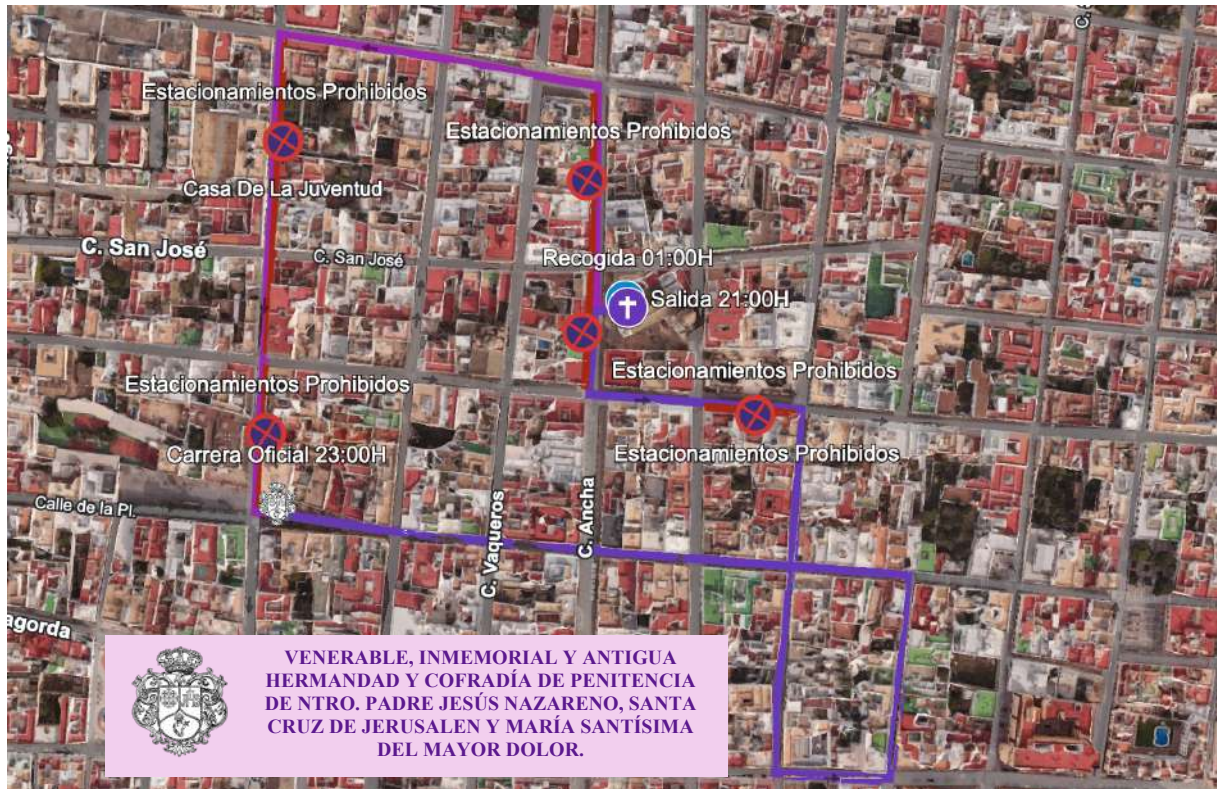 Estacionamientos Prohibidos
Estacionamientos Prohibidos
Casa De La Juventud
C. San José
C. San José
Recogida 01:00H
Salida 21:00H
Estacionamientos Prohibidos
Estacionamientos Prohibidos
Carrera Oficial 23:00H
Estacionamientos Prohibidos
Calle de la Pl.
C. Vaqueros
C. Ancha
agorda
VENERABLE, INMEMORIAL Y ANTIGUA
HERMANDAD Y COFRADÍA DE PENITENCIA
DE NTRO. PADRE JESÚS NAZARENO, SANTA
CRUZ DE JERUSALEN Y MARÍA SANTÍSIMA
DEL MAYOR DOLOR.